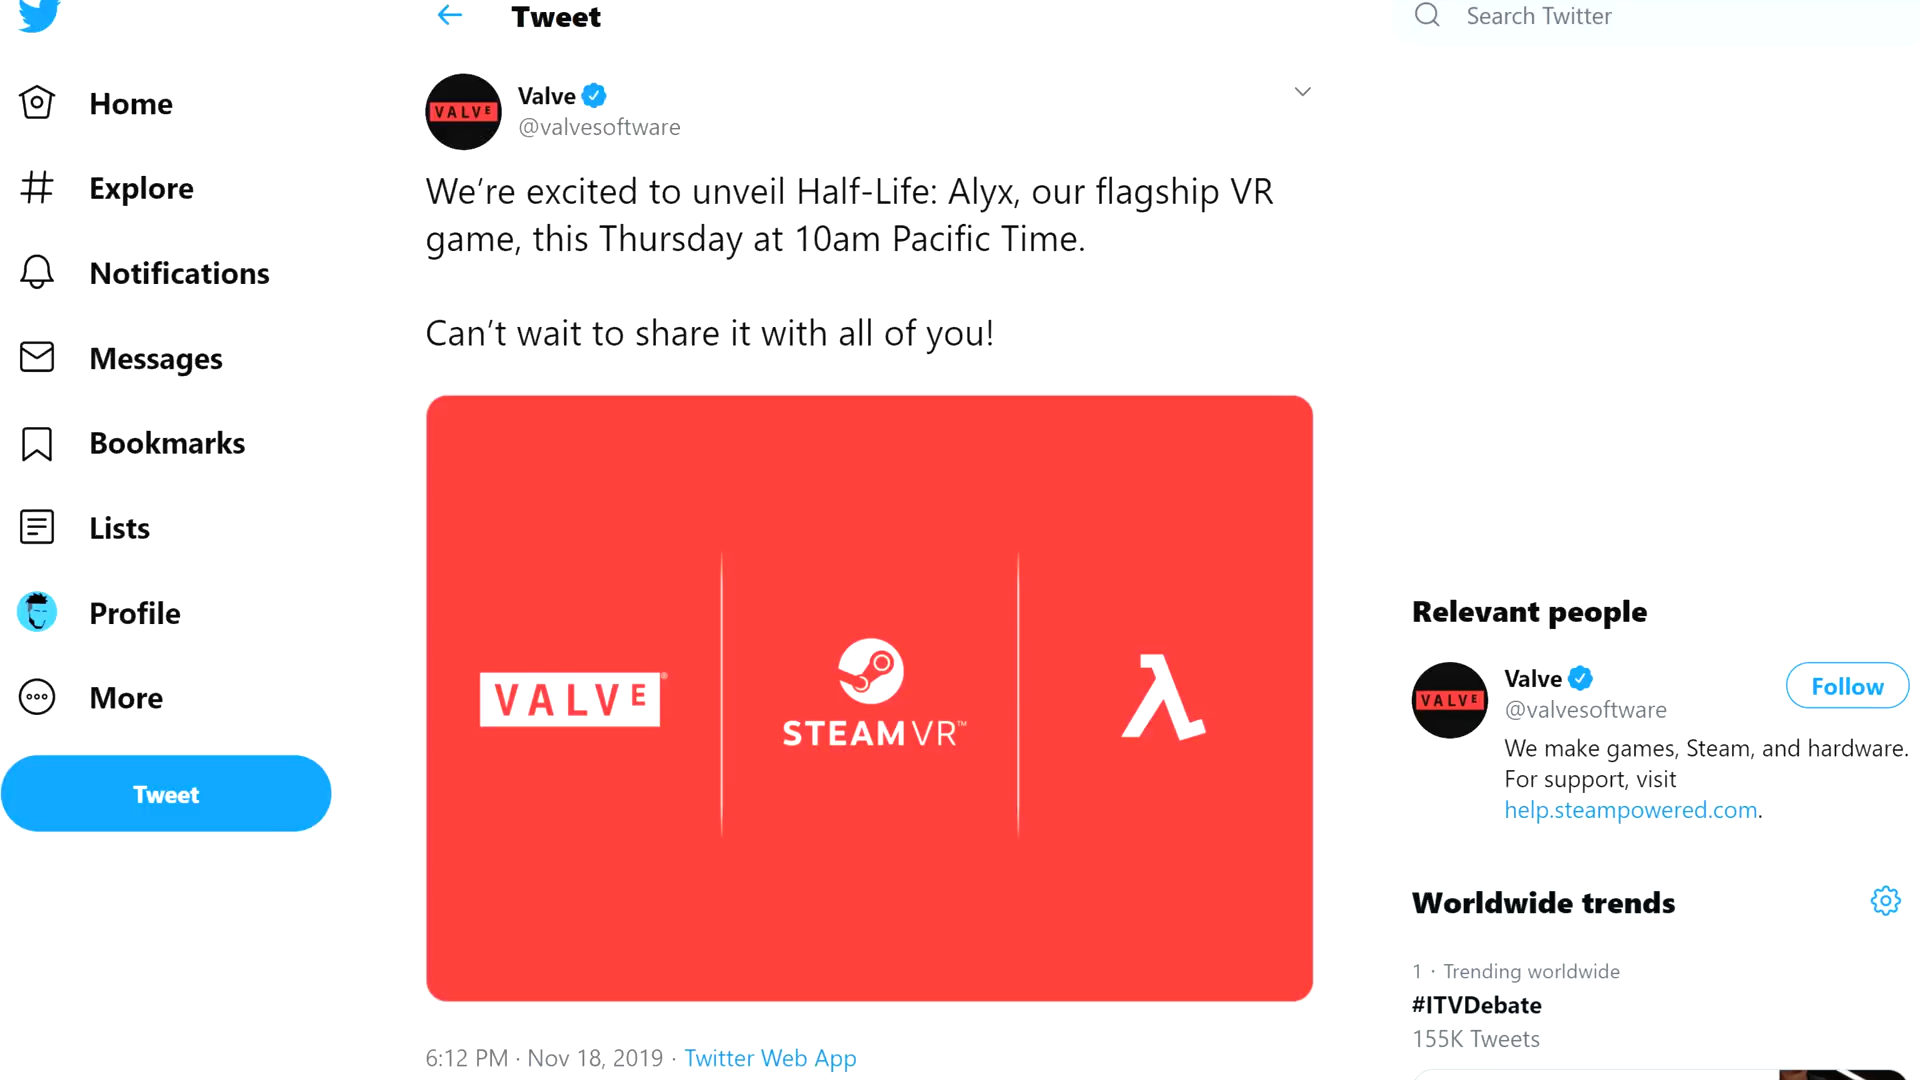 Tweet
Search Twitter
Home
Explore
Notifications
Messages
Bookmarks
Lists
Profile
More
Tweet
VALVE
Valve
@valvesoftware
We’re excited to unveil Half-Life: Alyx, our flagship VR
game, this Thursday at 10am Pacific Time.
Can’t wait to share it with all of you!
VALVE®
STEAM VR™
λ
6:12 PM · Nov 18, 2019 · Twitter Web App
Relevant people
VALVE
Valve
Follow
@valvesoftware
We make games, Steam, and hardware.
For support, visit
help.steampowered.com.
Worldwide trends
1 · Trending worldwide
#ITVDebate
155K Tweets